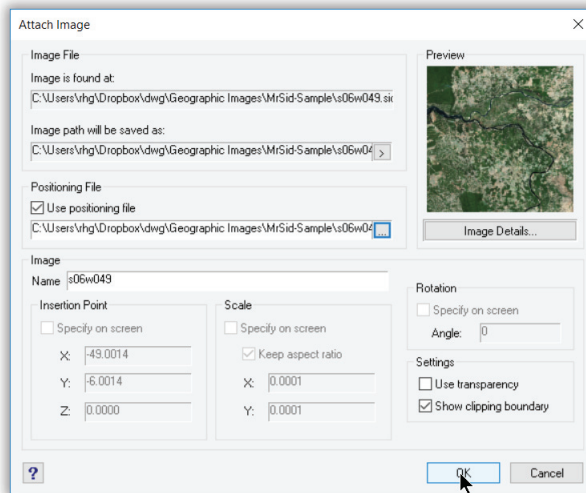 Attach Image
Image File
Image is found at:
C:\Users\rhg\Dropbox\dwg\Geographic Images\MrSid-Sample\s06w049.sid
Image path will be saved as:
C:\Users\rhg\Dropbox\dwg\Geographic Images\MrSid-Sample\s06w04
>
Positioning File
Use positioning file
C:\Users\rhg\Dropbox\dwg\Geographic Images\MrSid-Sample\s06w04
...
Preview
Image Details...
Image
Name s06w049
Insertion Point
Specify on screen
X: -49.0014
Y: -6.0014
Z: 0.0000
Scale
Specify on screen
Keep aspect ratio
X: 0.0001
Y: 0.0001
Rotation
Specify on screen
Angle: 0
Settings
Use transparency
Show clipping boundary
?
OK
Cancel